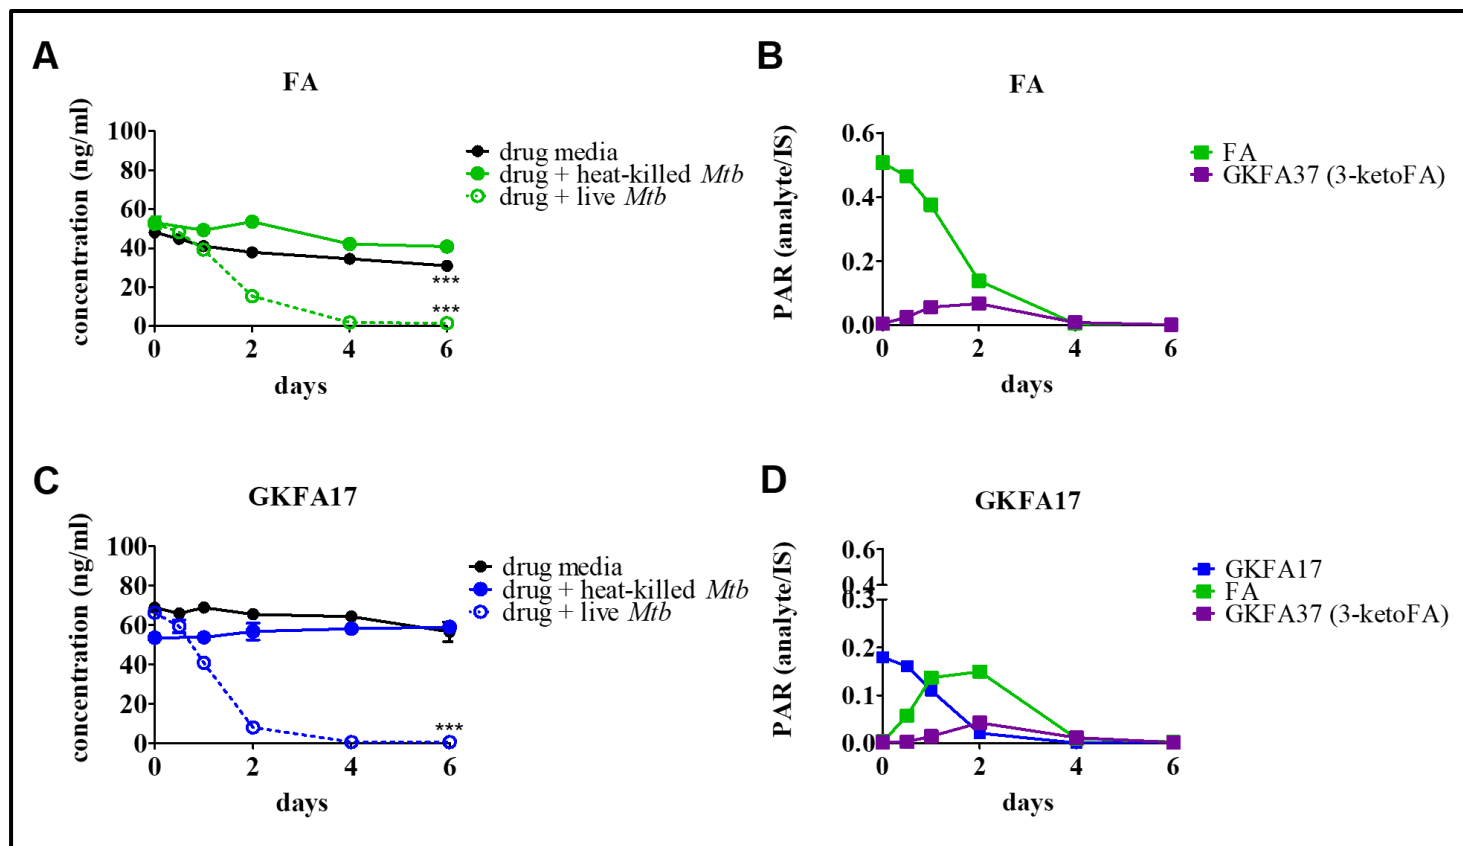 A
FA
concentration (ng/ml)
100
80
60
40
20
0
0 2 4 6
days
drug media
drug + heat-killed Mtb
drug + live Mtb
***
***
B
FA
PAR (analyte/IS)
0.6
0.4
0.2
0.0
0 2 4 6
days
FA
GKFA37 (3-ketoFA)
C
GKFA17
concentration (ng/ml)
100
80
60
40
20
0
0 2 4 6
days
drug media
drug + heat-killed Mtb
drug + live Mtb
***
D
GKFA17
PAR (analyte/IS)
0.6
0.4
0.3
0.2
0.1
0.0
0 2 4 6
days
GKFA17
FA
GKFA37 (3-ketoFA)